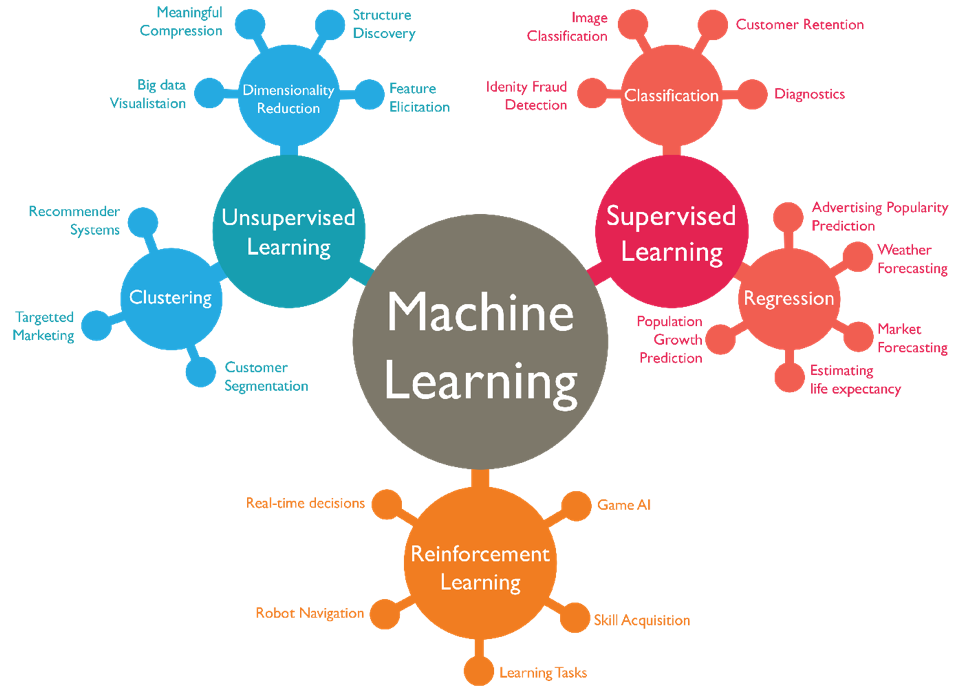 Meaningful
Compression
Structure
Discovery
Big data
Visualistaion
Dimensionality
Reduction
Feature
Elicitation
Image
Classification
Customer Retention
Idenity Fraud
Detection
Classification
Diagnostics
Recommender
Systems
Unsupervised
Learning
Clustering
Targetted
Marketing
Customer
Segmentation
Supervised
Learning
Advertising Popularity
Prediction
Weather
Forecasting
Regression
Population
Growth
Prediction
Market
Forecasting
Estimating
life expectancy
Machine
Learning
Real-time decisions
Game AI
Reinforcement
Learning
Robot Navigation
Skill Acquisition
Learning Tasks